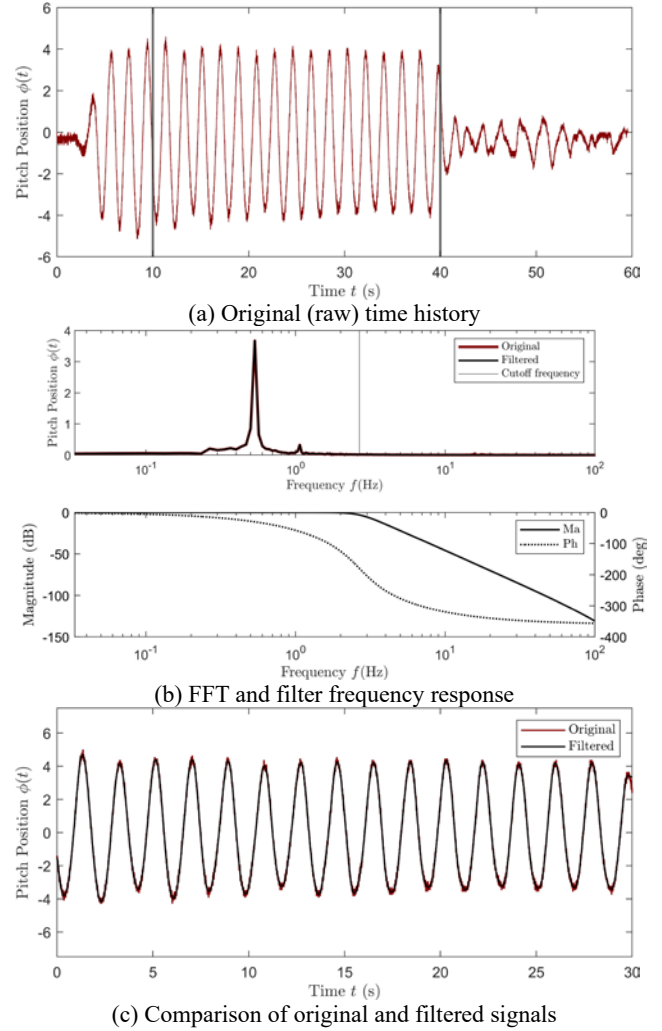 6
4
2
0
-2
-4
-6
Pitch Position ϕ(t)
0 10 20 30 40 50 60
Time t (s)
(a) Original (raw) time history
4
3
2
1
0
Pitch Position ϕ(t)
Original
Filtered
Cutoff frequency
10⁻¹ 10⁰ 10¹ 10²
Frequency f(Hz)
0
-50
-100
-150
Magnitude (dB)
Ma
Ph
0
-100
-200
-300
-400
Phase (deg)
10⁻¹ 10⁰ 10¹ 10²
Frequency f(Hz)
(b) FFT and filter frequency response
6
4
2
0
-2
-4
-6
Pitch Position ϕ(t)
Original
Filtered
0 5 10 15 20 25 30
Time t (s)
(c) Comparison of original and filtered signals